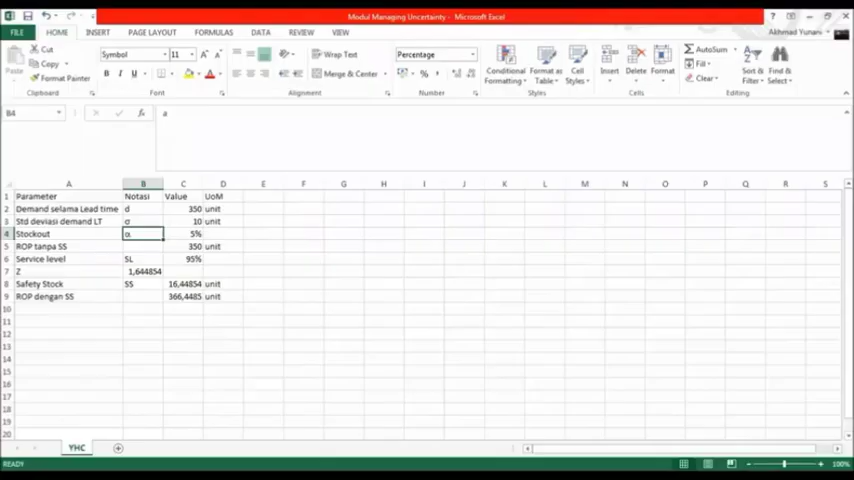 Modul Managing Uncertainty - Microsoft Excel
FILE HOME INSERT PAGE LAYOUT FORMULAS DATA REVIEW VIEW Akhmad Yunani
Paste
Cut
Copy
Format Painter
Clipboard
Symbol 11
B I U
Font
Wrap Text
Merge & Center
Alignment
Percentage
Number
Conditional Formatting
Format as Table
Cell Styles
Styles
Insert Delete Format
Cells
AutoSum
Fill
Clear
Sort & Filter
Find & Select
Editing
B4 fx a
A B C D E F G H I J K L M N O P Q R S
1 Parameter Notasi Value UoM
2 Demand selama Lead time d 350 unit
3 Std deviasi demand LT σ 10 unit
4 Stockout α 5%
5 ROP tanpa SS 350 unit
6 Service level SL 95%
7 Z 1,644854
8 Safety Stock SS 16,44854 unit
9 ROP dengan SS 366,4485 unit
10
11
12
13
14
15
16
17
18
19
20
YHC
READY 100%